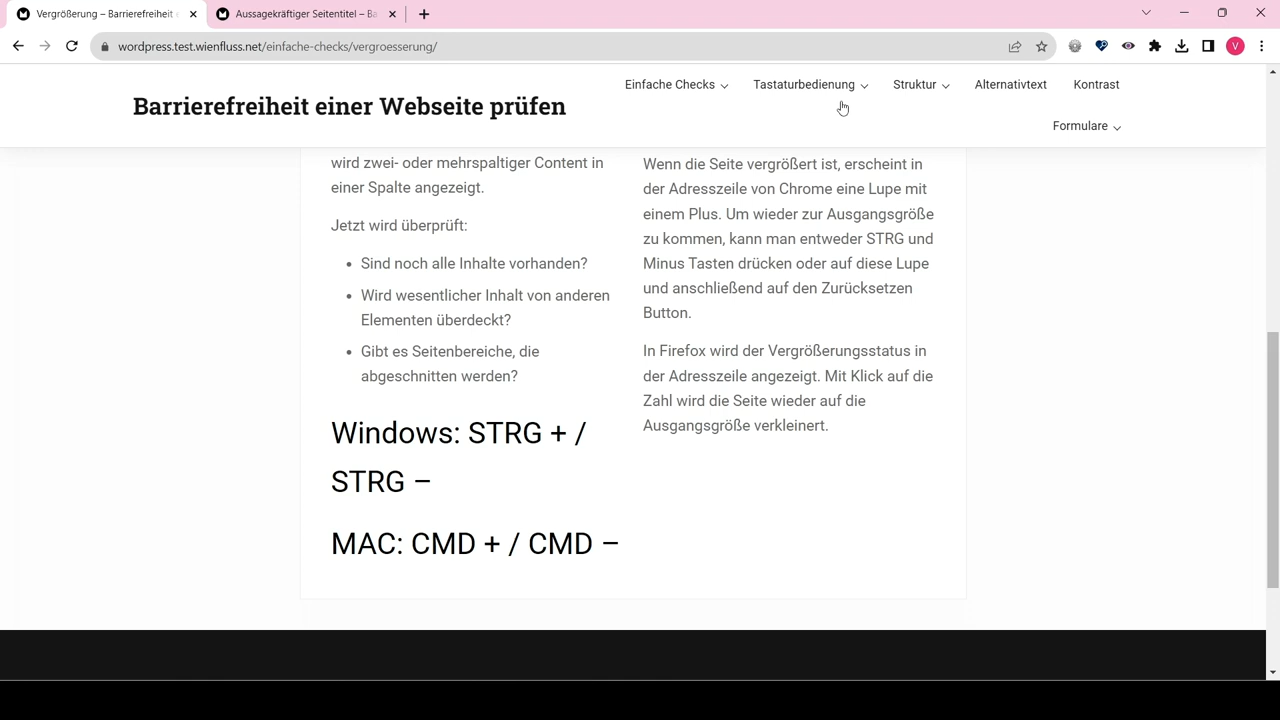 Vergrößerung – Barrierefreiheit
Aussagekräftiger Seitentitel – Ba
wordpress.test.wienfluss.net/einfache-checks/vergroesserung/
V
Barrierefreiheit einer Webseite prüfen
Einfache Checks
Tastaturbedienung
Struktur
Alternativtext
Kontrast
Formulare
wird zwei- oder mehrspaltiger Content in
einer Spalte angezeigt.
Jetzt wird überprüft:
• Sind noch alle Inhalte vorhanden?
• Wird wesentlicher Inhalt von anderen
Elementen überdeckt?
• Gibt es Seitenbereiche, die
abgeschnitten werden?
Windows: STRG + /
STRG –
MAC: CMD + / CMD –
Wenn die Seite vergrößert ist, erscheint in
der Adresszeile von Chrome eine Lupe mit
einem Plus. Um wieder zur Ausgangsgröße
zu kommen, kann man entweder STRG und
Minus Tasten drücken oder auf diese Lupe
und anschließend auf den Zurücksetzen
Button.
In Firefox wird der Vergrößerungsstatus in
der Adresszeile angezeigt. Mit Klick auf die
Zahl wird die Seite wieder auf die
Ausgangsgröße verkleinert.